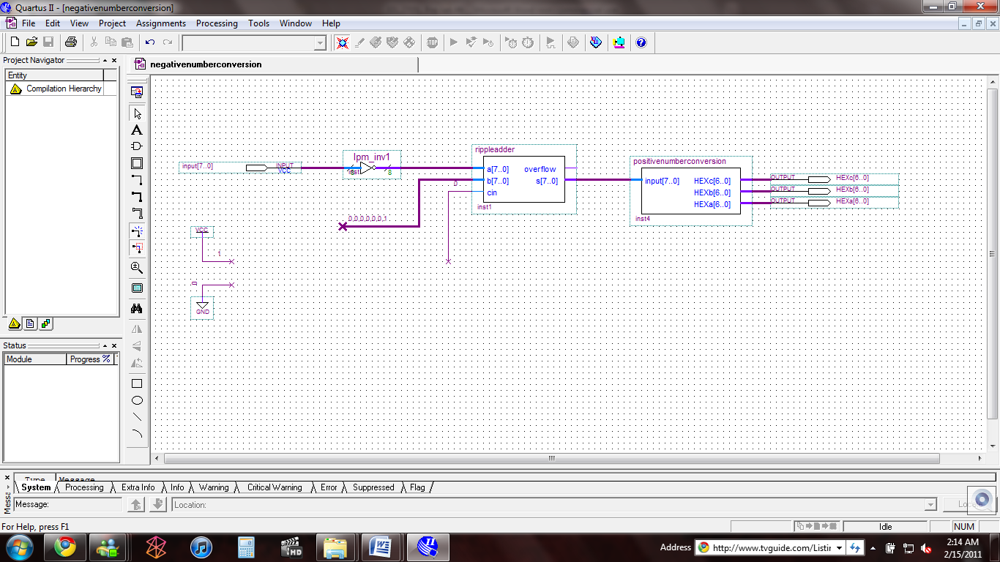 Quartus II - [negativenumberconversion]
File Edit View Project Assignments Processing Tools Window Help
Project Navigator
Entity
Compilation Hierarchy
negativenumberconversion
input[7..0]
INPUT
VCC
lpm_inv1
8
8
rippleadder
a[7..0] overflow
b[7..0] s[7..0]
cin
inst1
0
0,0,0,0,0,0,0,1
positivenumberconversion
input[7..0] HEXc[6..0]
HEXb[6..0]
HEXa[6..0]
inst4
OUTPUT HEXc[6..0]
OUTPUT HEXb[6..0]
OUTPUT HEXa[6..0]
VCC
1
0
GND
Status
Module Progress %
Type Message
System Processing Extra Info Info Warning Critical Warning Error Suppressed Flag
Message: Location:
For Help, press F1 Idle NUM
Address http://www.tvguide.com/Listin
2:14 AM
2/15/2011